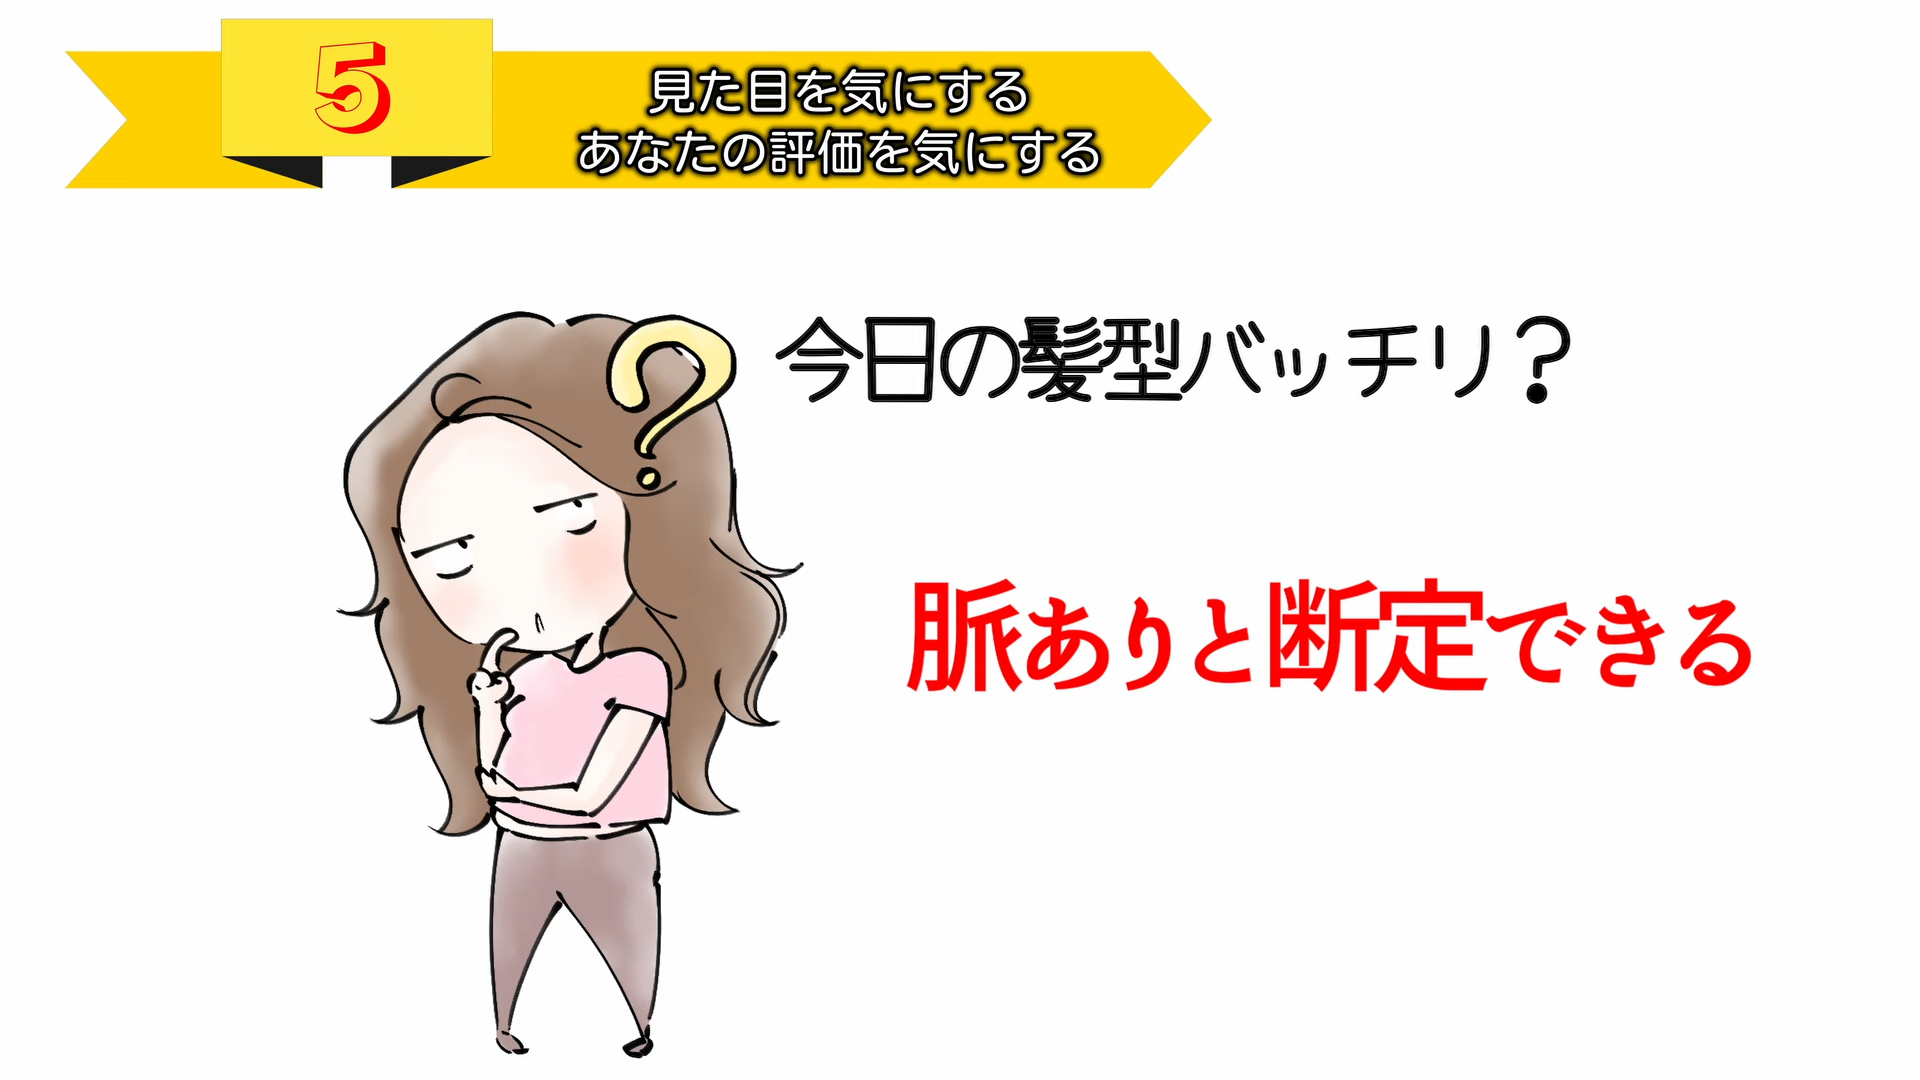 5
見た目を気にする
あなたの評価を気にする
今日の髪型バッチリ?
脈ありと断定できる